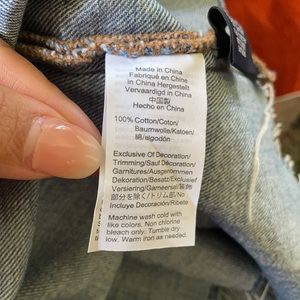 Made in China
Fabriqué en China
In China Hergestellt
Vervaardigd in China
中国製
Hecho en China
100% Cotton/Coton/
Baumwolle/Katoen/
綿/algodón
Exclusive Of Decoration/
Trimming/Sauf Decoration/
Garnitures/Ausgenommen
Dekoration/Besatz/Exclusief
Versiering/Garneerse/装飾
部分を除く/トリム部/No
Incluye Decoración/Ribete
Machine wash cold with
like colors. Non chlorine
bleach only. Tumble dry
low. Warm iron as needed.